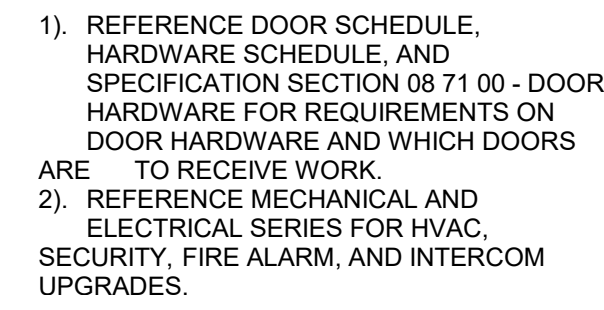 1). REFERENCE DOOR SCHEDULE,
HARDWARE SCHEDULE, AND
SPECIFICATION SECTION 08 71 00 - DOOR
HARDWARE FOR REQUIREMENTS ON
DOOR HARDWARE AND WHICH DOORS
ARE TO RECEIVE WORK.
2). REFERENCE MECHANICAL AND
ELECTRICAL SERIES FOR HVAC,
SECURITY, FIRE ALARM, AND INTERCOM
UPGRADES.